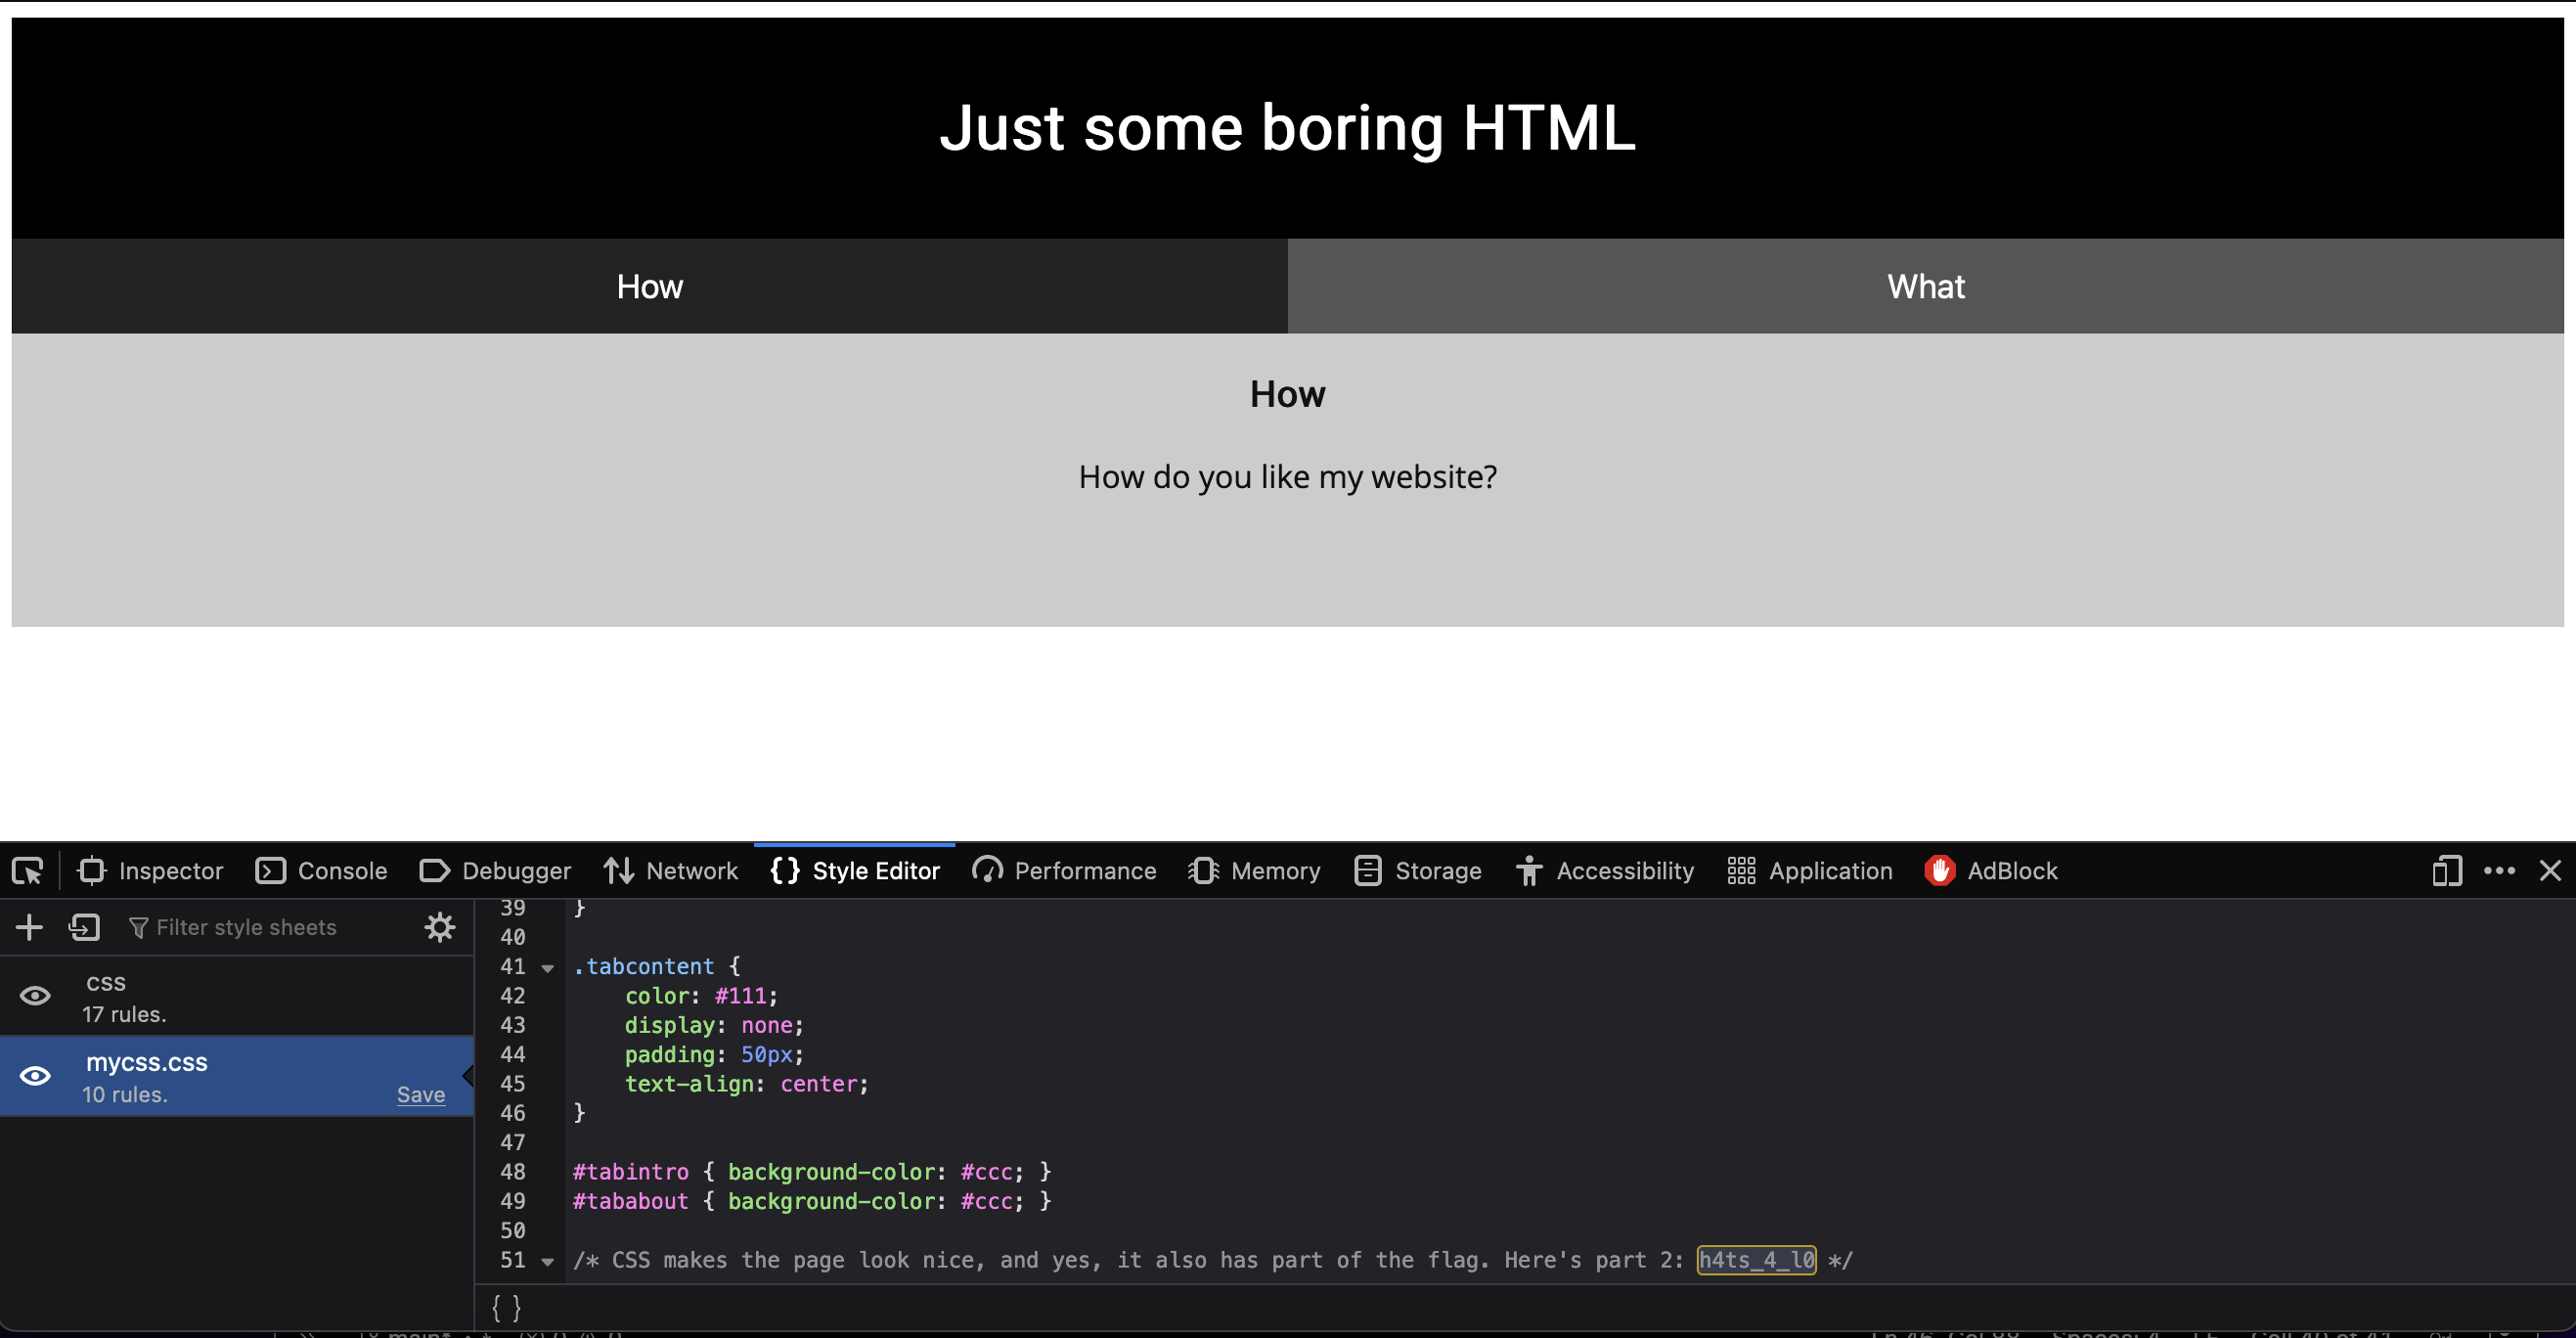 Just some boring HTML
How What
How
How do you like my website?
Inspector Console Debugger Network {} Style Editor Performance Memory Storage Accessibility Application AdBlock
Filter style sheets
css
17 rules.
mycss.css
10 rules. Save
39 }
40
41 .tabcontent {
42 color: #111;
43 display: none;
44 padding: 50px;
45 text-align: center;
46 }
47
48 #tabintro { background-color: #ccc; }
49 #tababout { background-color: #ccc; }
50
51 /* CSS makes the page look nice, and yes, it also has part of the flag. Here's part 2: h4ts_4_l0 */
{ }